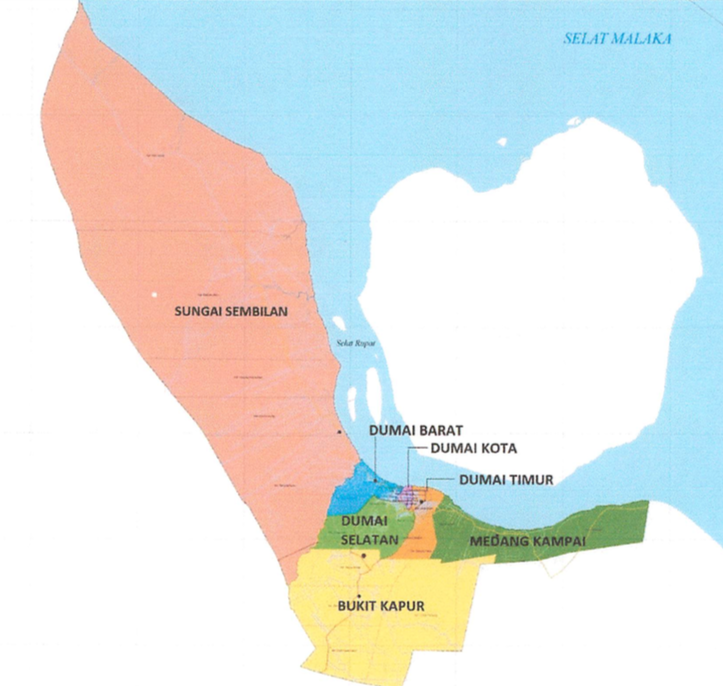 SELAT MALAKA
SUNGAI SEMBILAN
Selat Rupat
DUMAI BARAT
DUMAI KOTA
DUMAI TIMUR
DUMAI
SELATAN
MEDANG KAMPAI
BUKIT KAPUR